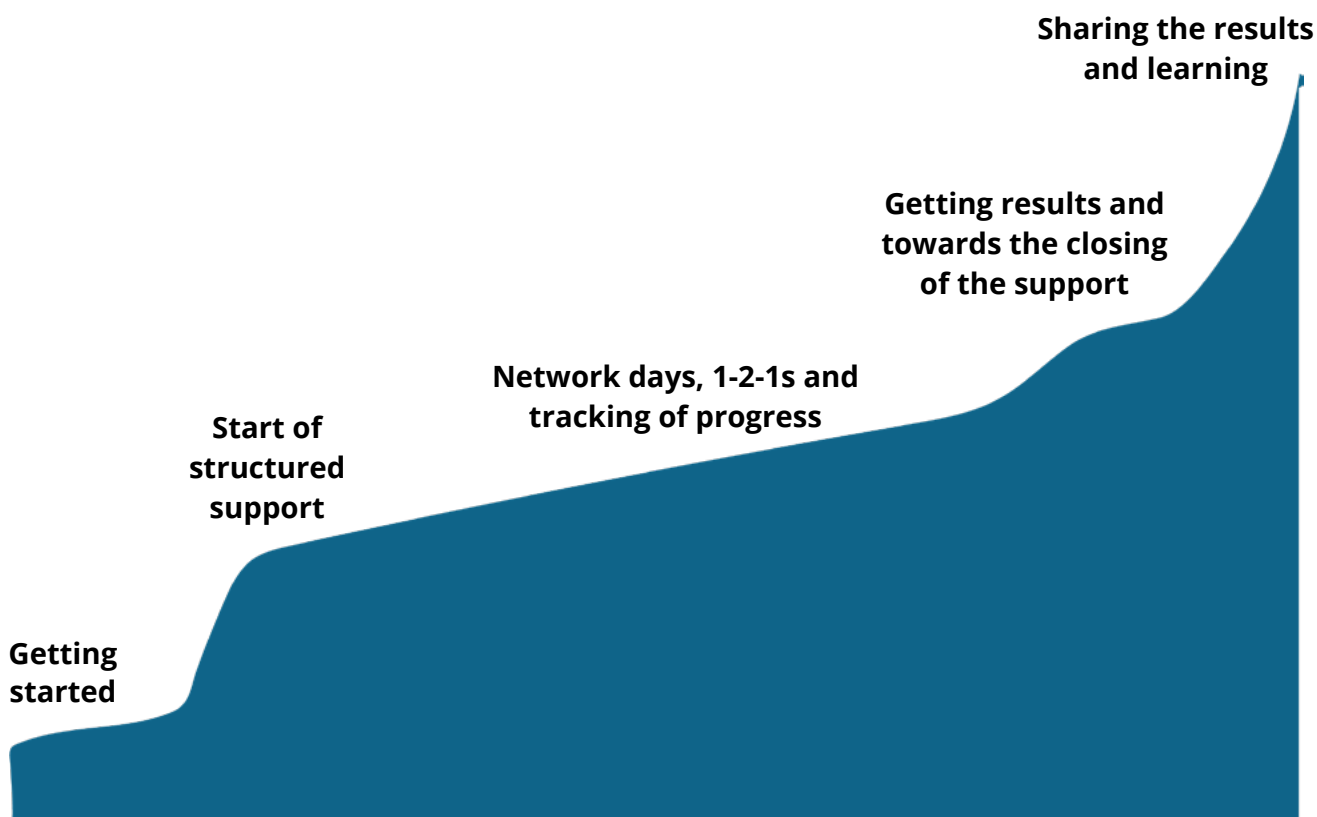 Sharing the results
and learning
Getting results and
towards the closing
of the support
Network days, 1-2-1s and
tracking of progress
Start of
structured
support
Getting
started